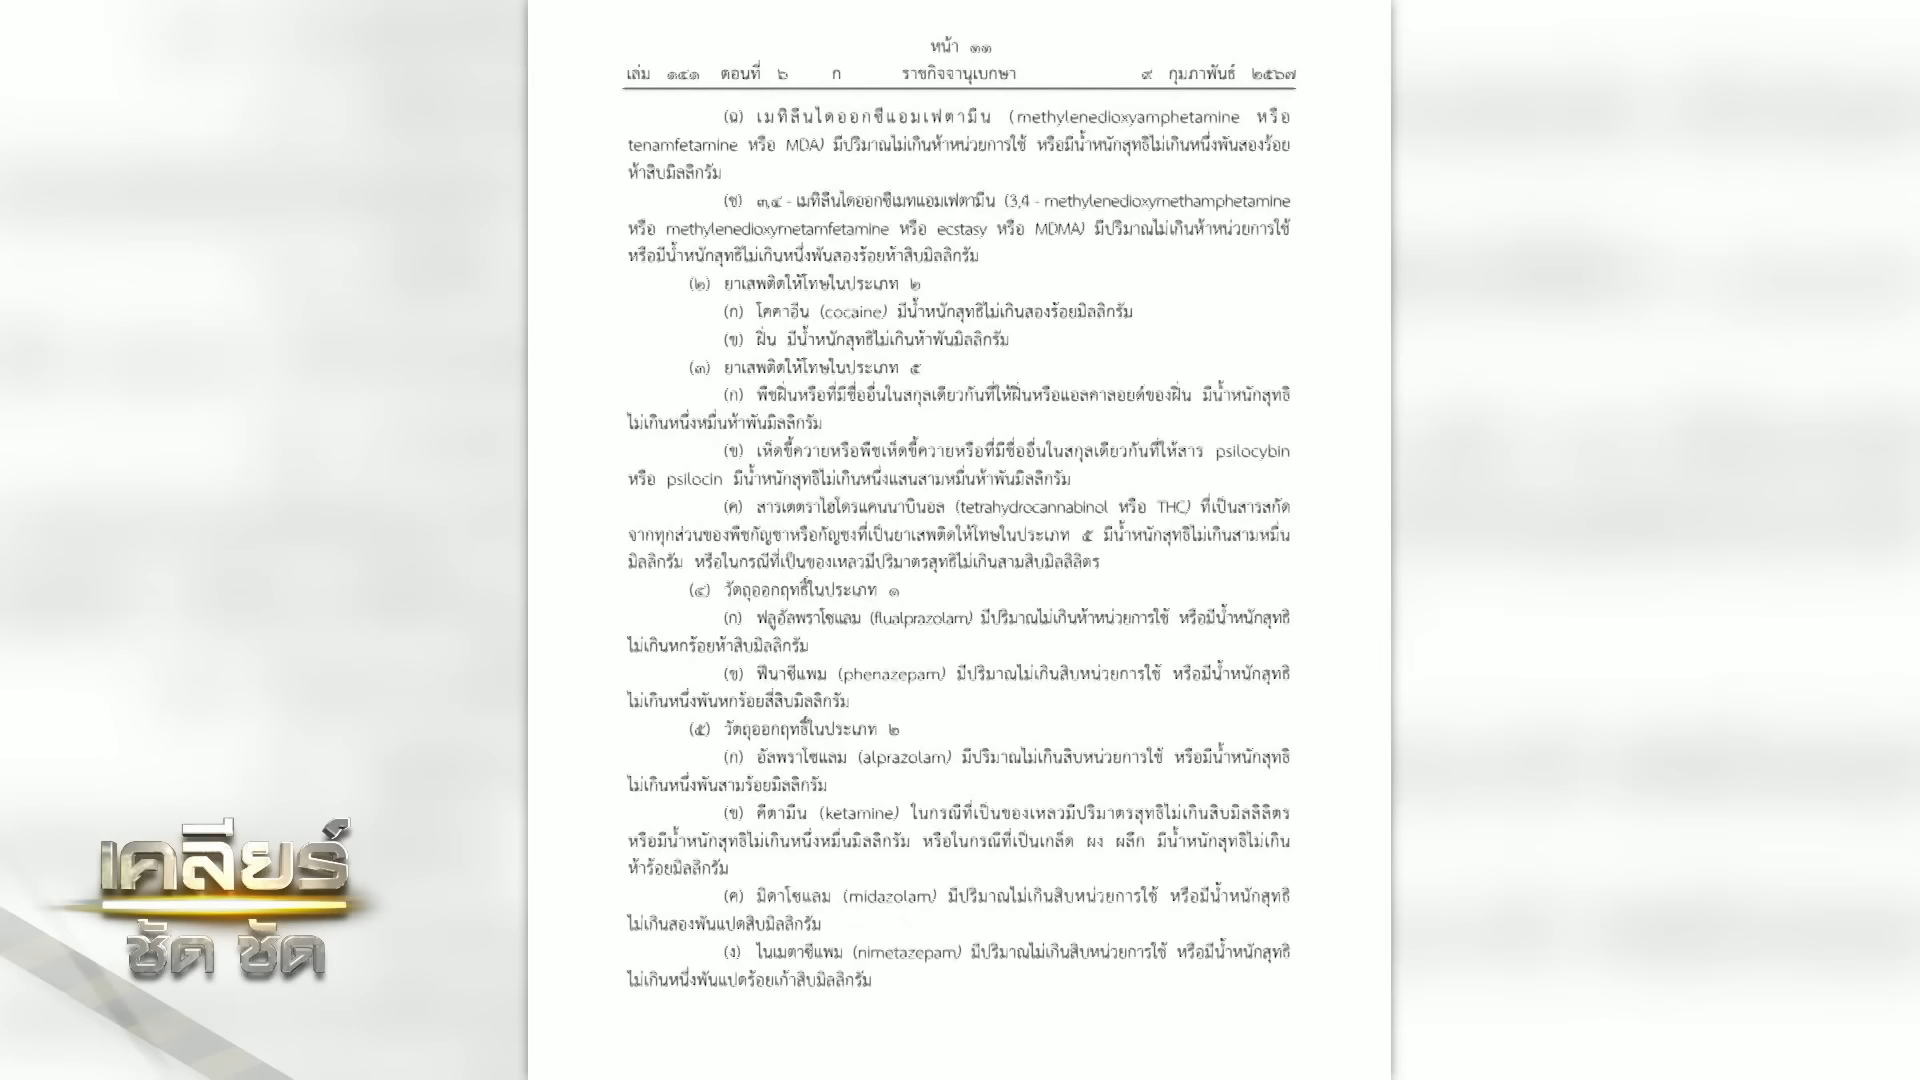 หน้า ๓๓
เล่ม ๑๔๑ ตอนที่ ๖ ก ราชกิจจานุเบกษา ๙ กุมภาพันธ์ ๒๕๖๗
(ฉ) เมทิลีนไดออกซีแอมเฟตามีน (methylenedioxyamphetamine หรือ
tenamfetamine หรือ MDA) มีปริมาณไม่เกินห้าหน่วยการใช้ หรือมีน้ำหนักสุทธิไม่เกินหนึ่งพันสองร้อย
ห้าสิบมิลลิกรัม
(ช) ๓,๔ - เมทิลีนไดออกซีเมทแอมเฟตามีน (3,4 - methylenedioxymethamphetamine
หรือ methylenedioxymetamfetamine หรือ ecstasy หรือ MDMA) มีปริมาณไม่เกินห้าหน่วยการใช้
หรือมีน้ำหนักสุทธิไม่เกินหนึ่งพันสองร้อยห้าสิบมิลลิกรัม
(๒) ยาเสพติดให้โทษในประเภท ๒
(ก) โคคาอีน (cocaine) มีน้ำหนักสุทธิไม่เกินสองร้อยมิลลิกรัม
(ข) ฝิ่น มีน้ำหนักสุทธิไม่เกินห้าพันมิลลิกรัม
(๓) ยาเสพติดให้โทษในประเภท ๕
(ก) พืชฝิ่นหรือที่มีชื่ออื่นในสกุลเดียวกันที่ให้ฝิ่นหรือแอลคาลอยด์ของฝิ่น มีน้ำหนักสุทธิ
ไม่เกินหนึ่งหมื่นห้าพันมิลลิกรัม
(ข) เห็ดขี้ควายหรือพืชเห็ดขี้ควายหรือที่มีชื่ออื่นในสกุลเดียวกันที่ให้สาร psilocybin
หรือ psilocin มีน้ำหนักสุทธิไม่เกินหนึ่งแสนสามหมื่นห้าพันมิลลิกรัม
(ค) สารเตตราไฮโดรแคนนาบินอล (tetrahydrocannabinol หรือ THC) ที่เป็นสารสกัด
จากทุกส่วนของพืชกัญชาหรือกัญชงที่เป็นยาเสพติดให้โทษในประเภท ๕ มีน้ำหนักสุทธิไม่เกินสามหมื่น
มิลลิกรัม หรือในกรณีที่เป็นของเหลวมีปริมาตรสุทธิไม่เกินสามสิบมิลลิลิตร
(๔) วัตถุออกฤทธิ์ในประเภท ๑
(ก) ฟลูอัลพราโซแลม (flualprazolam) มีปริมาณไม่เกินห้าหน่วยการใช้ หรือมีน้ำหนักสุทธิ
ไม่เกินหกร้อยห้าสิบมิลลิกรัม
(ข) ฟีนาซีแพม (phenazepam) มีปริมาณไม่เกินสิบหน่วยการใช้ หรือมีน้ำหนักสุทธิ
ไม่เกินหนึ่งพันหกร้อยสี่สิบมิลลิกรัม
(๕) วัตถุออกฤทธิ์ในประเภท ๒
(ก) อัลพราโซแลม (alprazolam) มีปริมาณไม่เกินสิบหน่วยการใช้ หรือมีน้ำหนักสุทธิ
ไม่เกินหนึ่งพันสามร้อยมิลลิกรัม
(ข) คีตามีน (ketamine) ในกรณีที่เป็นของเหลวมีปริมาตรสุทธิไม่เกินสิบมิลลิลิตร
หรือมีน้ำหนักสุทธิไม่เกินหนึ่งหมื่นมิลลิกรัม หรือในกรณีที่เป็นเกล็ด ผง ผลึก มีน้ำหนักสุทธิไม่เกิน
ห้าร้อยมิลลิกรัม
(ค) มิดาโซแลม (midazolam) มีปริมาณไม่เกินสิบหน่วยการใช้ หรือมีน้ำหนักสุทธิ
ไม่เกินสองพันแปดสิบมิลลิกรัม
(ง) ไนเมตาซีแพม (nimetazepam) มีปริมาณไม่เกินสิบหน่วยการใช้ หรือมีน้ำหนักสุทธิ
ไม่เกินหนึ่งพันแปดร้อยเก้าสิบมิลลิกรัม
เคลียร์
ชัด ชัด